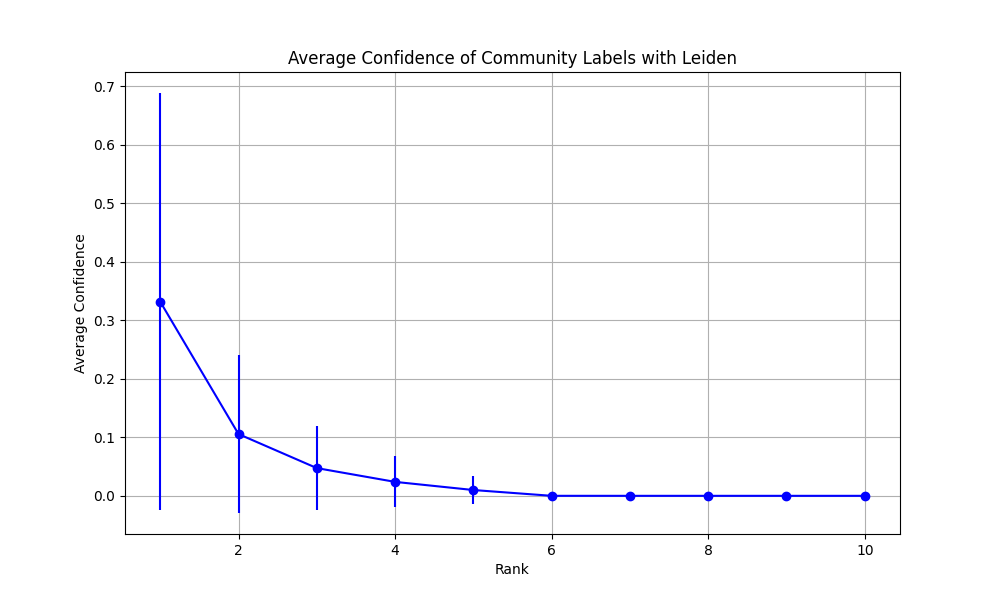 Average Confidence of Community Labels with Leiden
Average Confidence
0.7
0.6
0.5
0.4
0.3
0.2
0.1
0.0
2 4 6 8 10
Rank